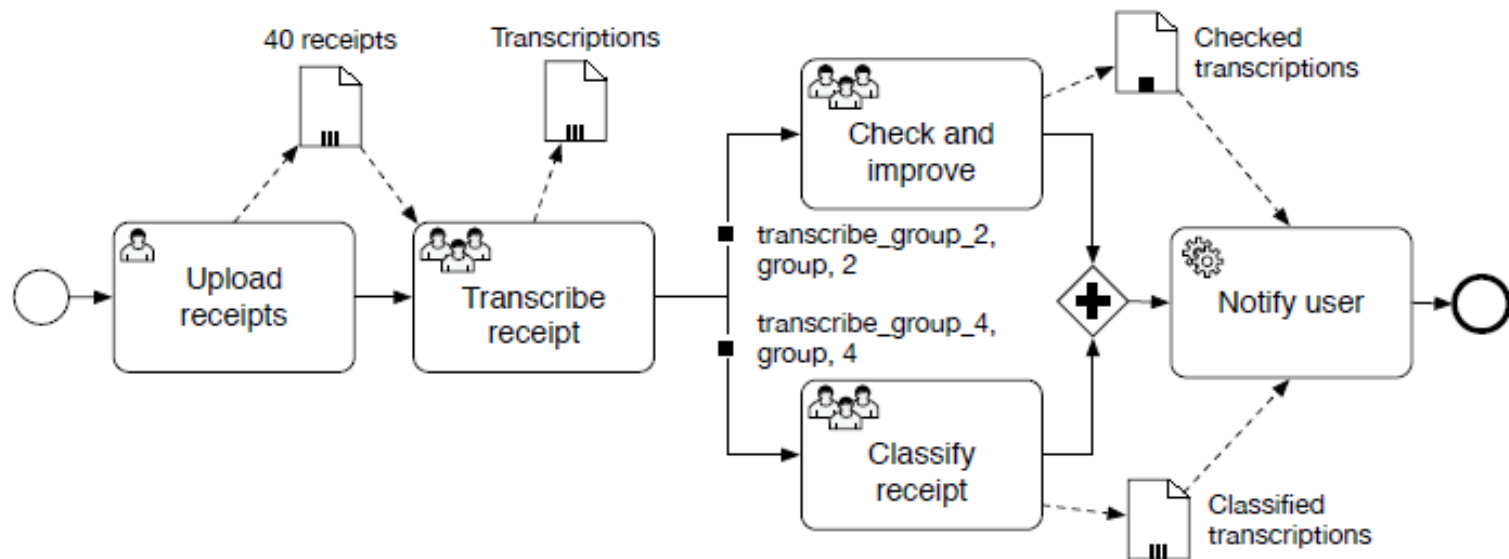 40 receipts
Transcriptions
Checked
transcriptions
Check and
improve
Upload
receipts
Transcribe
receipt
transcribe_group_2,
group, 2
transcribe_group_4,
group, 4
Notify user
Classify
receipt
Classified
transcriptions